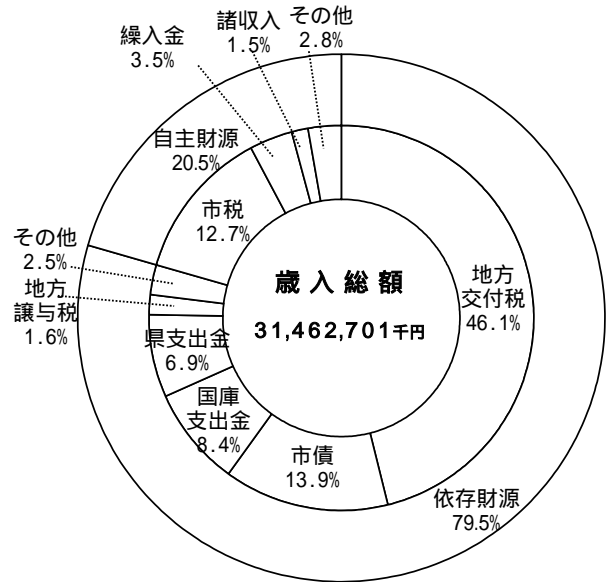 諸収入
1.5%
その他
2.8%
繰入金
3.5%
自主財源
20.5%
市税
12.7%
その他
2.5%
地方
譲与税
1.6%
県支出金
6.9%
国庫
支出金
8.4%
市債
13.9%
歳入総額
31,462,701千円
地方
交付税
46.1%
依存財源
79.5%